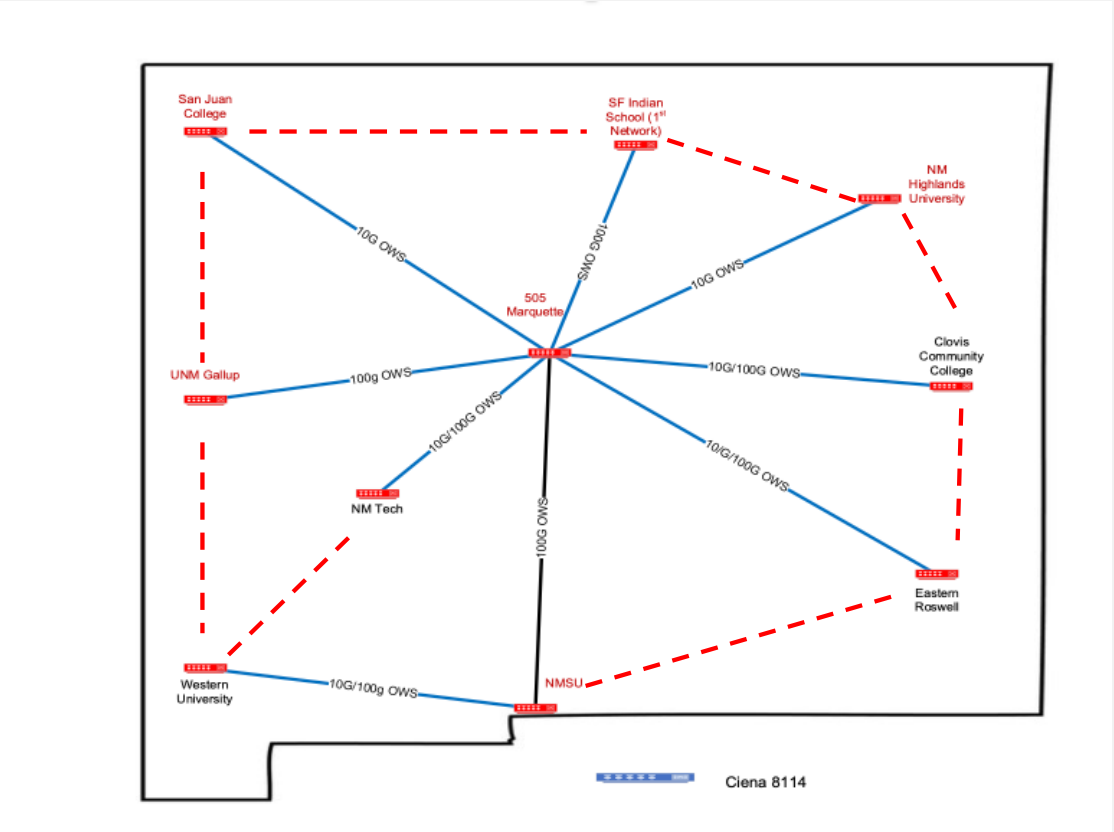 San Juan
College
SF Indian
School (1st
Network)
NM
Highlands
University
10G OWS
100G OWS
10G OWS
505
Marquette
Clovis
Community
College
UNM Gallup
100g OWS
10G/100G OWS
10G/100G OWS
10/G/100G OWS
NM Tech
100G OWS
Eastern
Roswell
Western
University
10G/100g OWS
NMSU
Ciena 8114